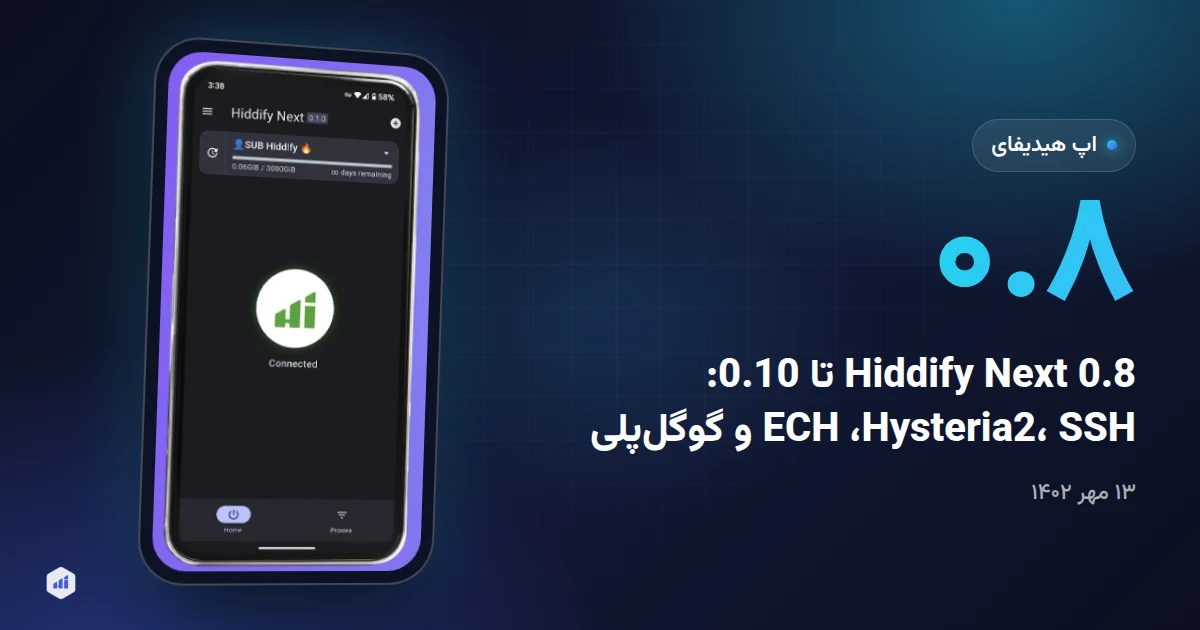 3:38
58%
Hiddify Next 0.1.0
👤SUB Hiddify 🔥
0.06GiB / 3080GiB
∞ days remaining
Connected
Home
Proxies
اپ هیدیفای
۰.۸
Hiddify Next 0.8 تا 0.10:
ECH ،Hysteria2، SSH و گوگل‌پلی
۱۳ مهر ۱۴۰۲